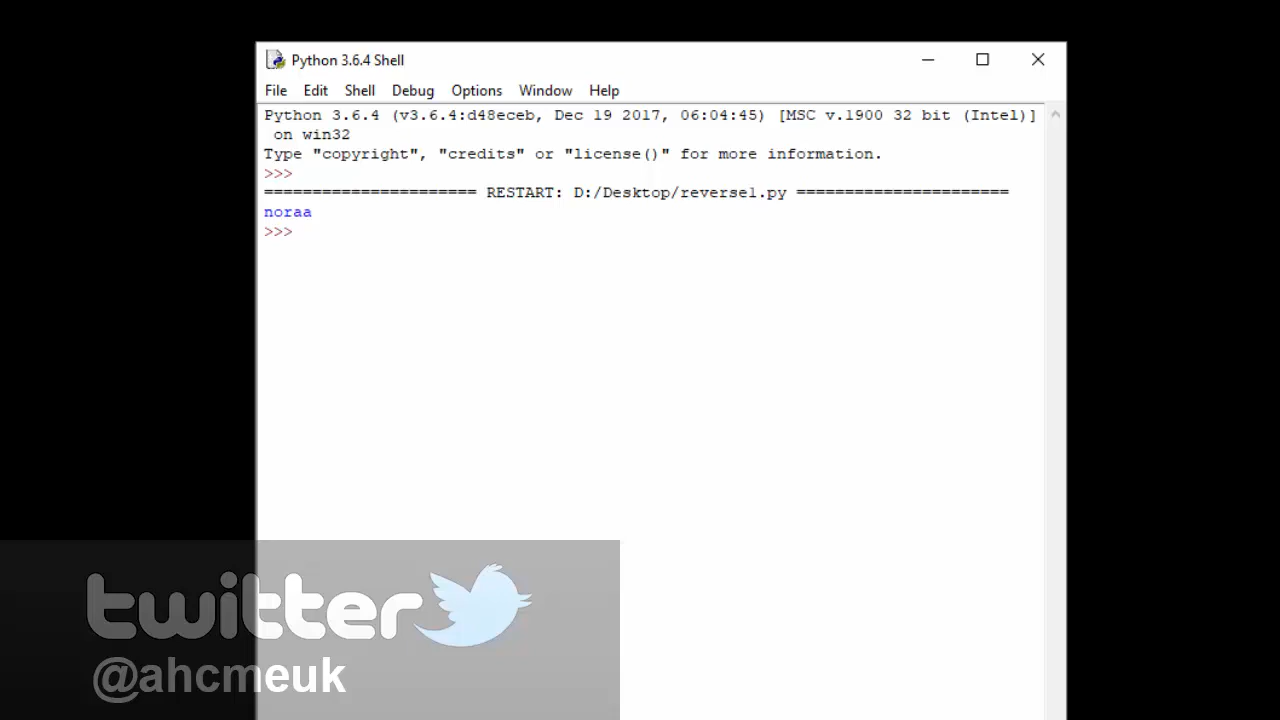 Python 3.6.4 Shell
File Edit Shell Debug Options Window Help
Python 3.6.4 (v3.6.4:d48eceb, Dec 19 2017, 06:04:45) [MSC v.1900 32 bit (Intel)]
on win32
Type "copyright", "credits" or "license()" for more information.
>>>
====================== RESTART: D:/Desktop/reverse1.py ======================
noraa
>>>
twitter
@ahcmeuk